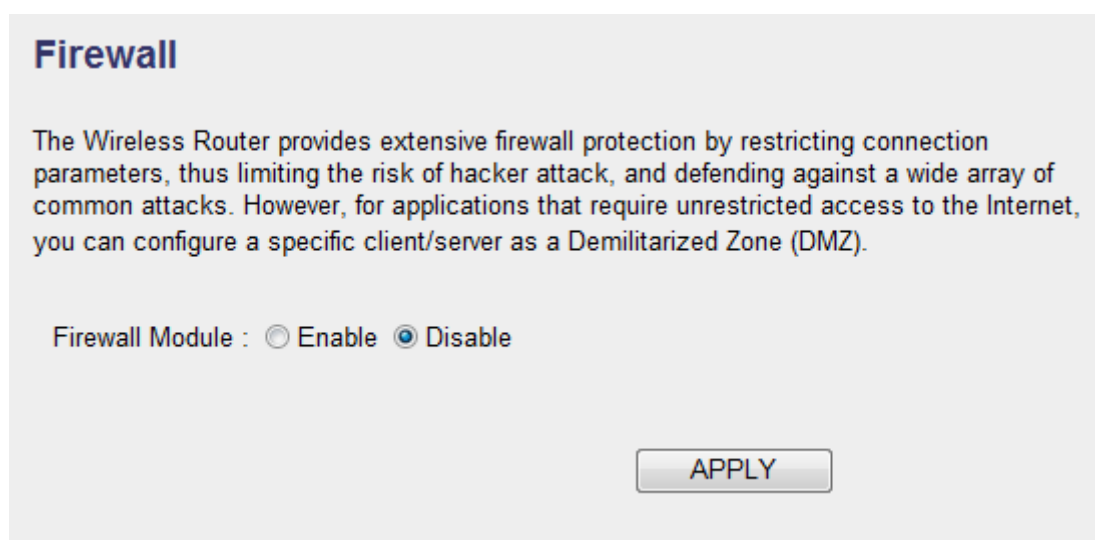 Firewall
The Wireless Router provides extensive firewall protection by restricting connection
parameters, thus limiting the risk of hacker attack, and defending against a wide array of
common attacks. However, for applications that require unrestricted access to the Internet,
you can configure a specific client/server as a Demilitarized Zone (DMZ).
Firewall Module : Enable Disable
APPLY